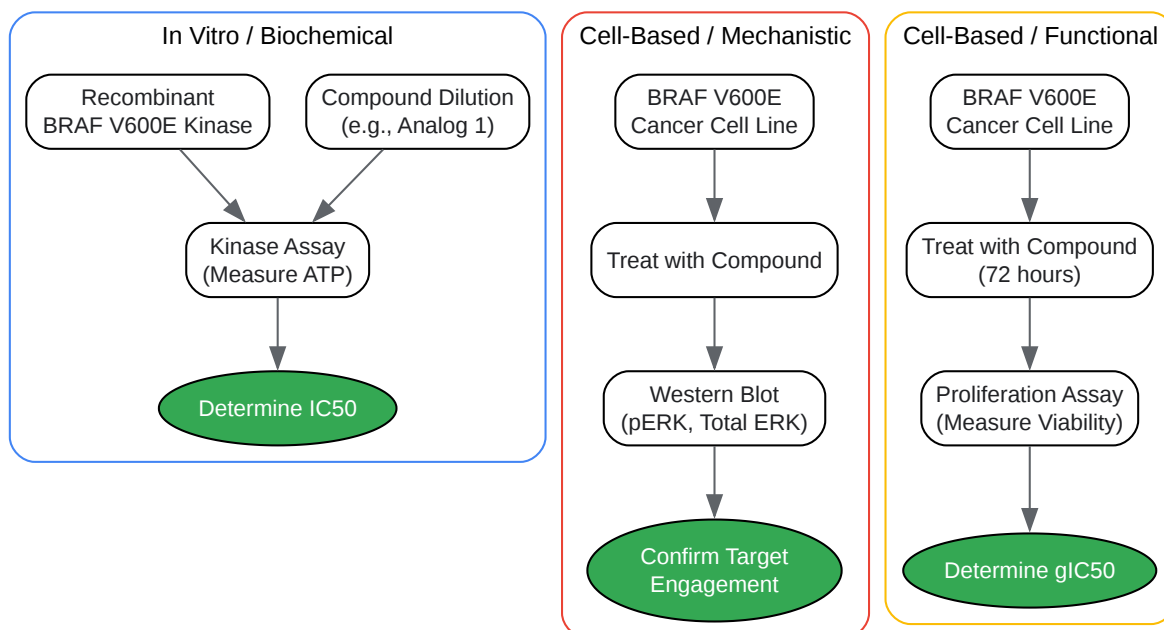 In Vitro / Biochemical
Recombinant
BRAF V600E Kinase
Compound Dilution
(e.g., Analog 1)
Kinase Assay
(Measure ATP)
Determine IC50
Cell-Based / Mechanistic
BRAF V600E
Cancer Cell Line
Treat with Compound
Western Blot
(pERK, Total ERK)
Confirm Target
Engagement
Cell-Based / Functional
BRAF V600E
Cancer Cell Line
Treat with Compound
(72 hours)
Proliferation Assay
(Measure Viability)
Determine gIC50